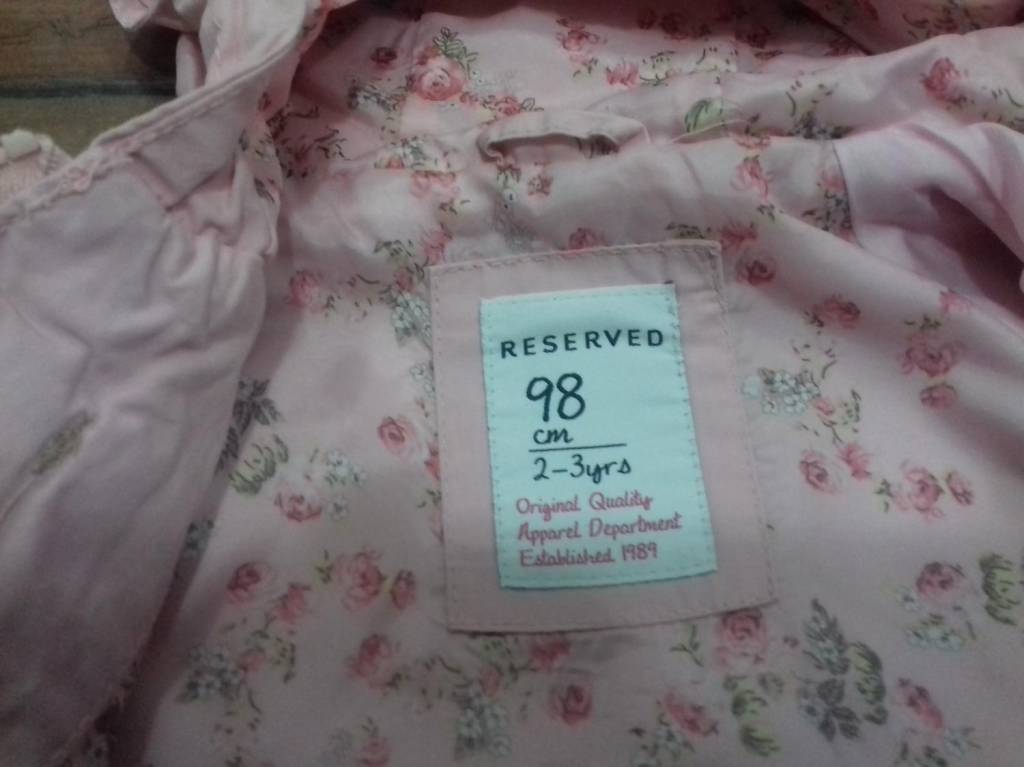 RESERVED
98
cm
2-3yrs
Original Quality
Apparel Department
Established 1989